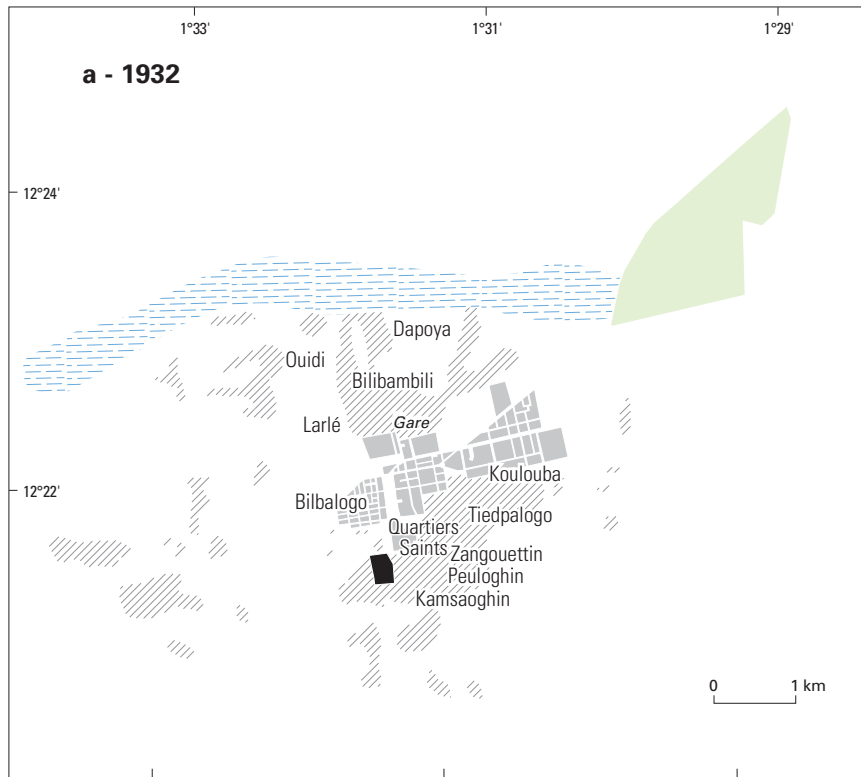 1°33'
1°31'
1°29'
a - 1932
12°24'
Dapoya
Ouidi
Bilibambili
Larlé
Gare
Koulouba
12°22'
Bilbalogo
Tiedpalogo
Quartiers
Saints
Zangouettin
Peuloghin
Kamsaoghin
0
1 km